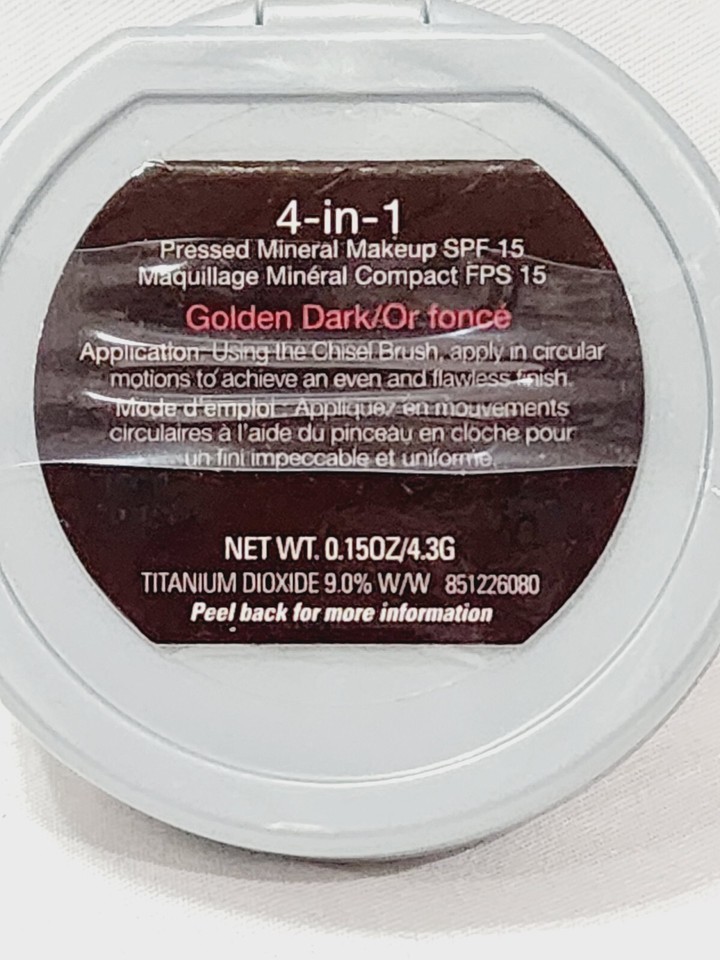 4-in-1
Pressed Mineral Makeup SPF 15
Maquillage Minéral Compact FPS 15
Golden Dark/Or foncé
Application: Using the Chisel Brush, apply in circular
motions to achieve an even and flawless finish.
Mode d'emploi : Appliquez en mouvements
circulaires à l'aide du pinceau en cloche pour
un fini impeccable et uniforme.
NET WT. 0.15OZ/4.3G
TITANIUM DIOXIDE 9.0% W/W 851226080
Peel back for more information